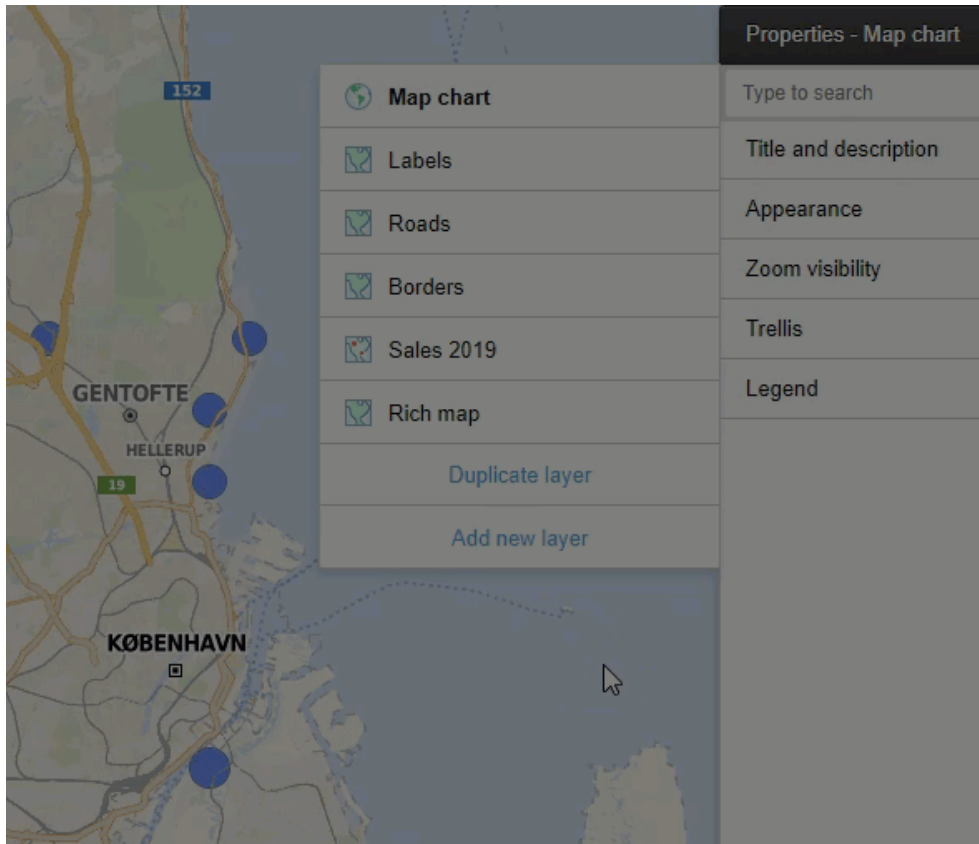 152
GENTOFTE
HELLERUP
19
KØBENHAVN
Map chart
Labels
Roads
Borders
Sales 2019
Rich map
Duplicate layer
Add new layer
Properties - Map chart
Type to search
Title and description
Appearance
Zoom visibility
Trellis
Legend